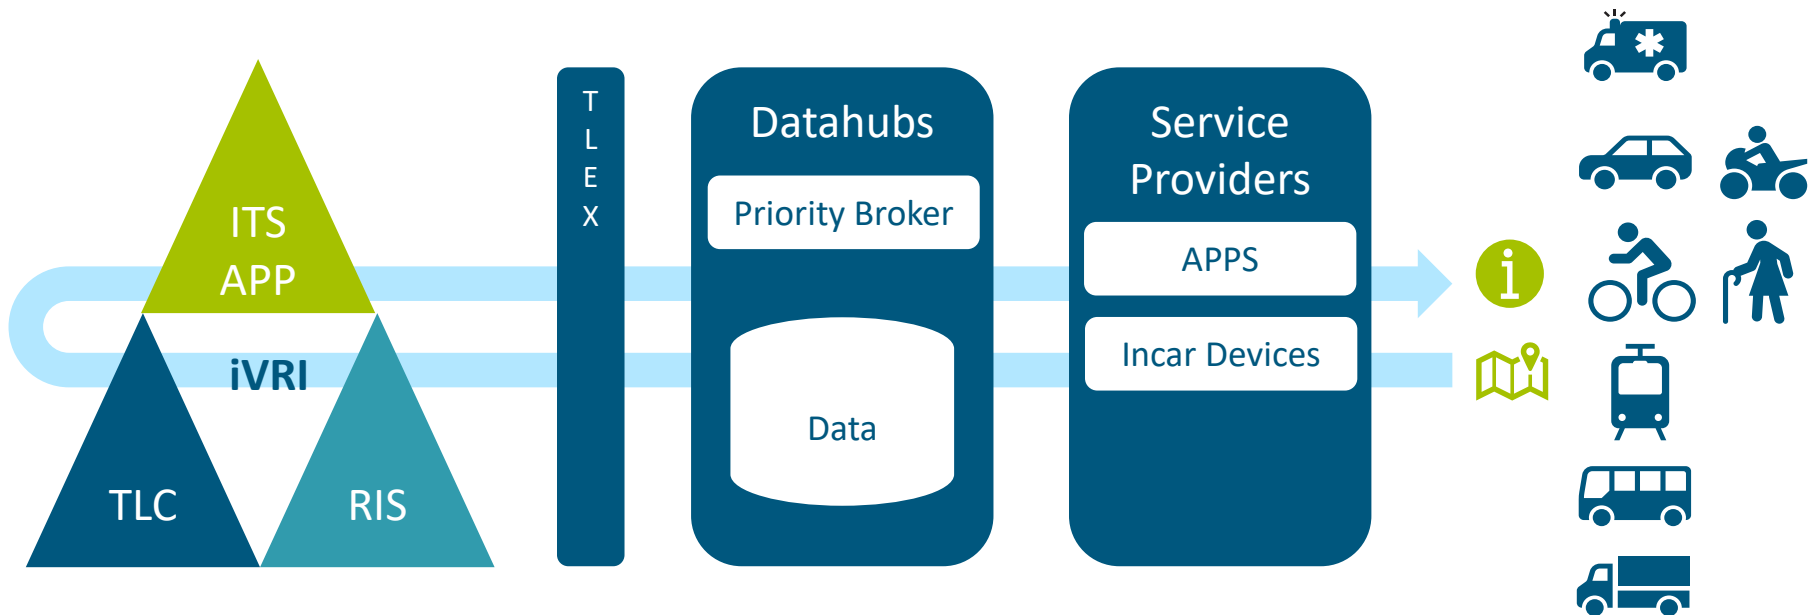 ITS
APP
iVRI
TLC
RIS
T
L
E
X
Datahubs
Priority Broker
Data
Service
Providers
APPS
Incar Devices
i